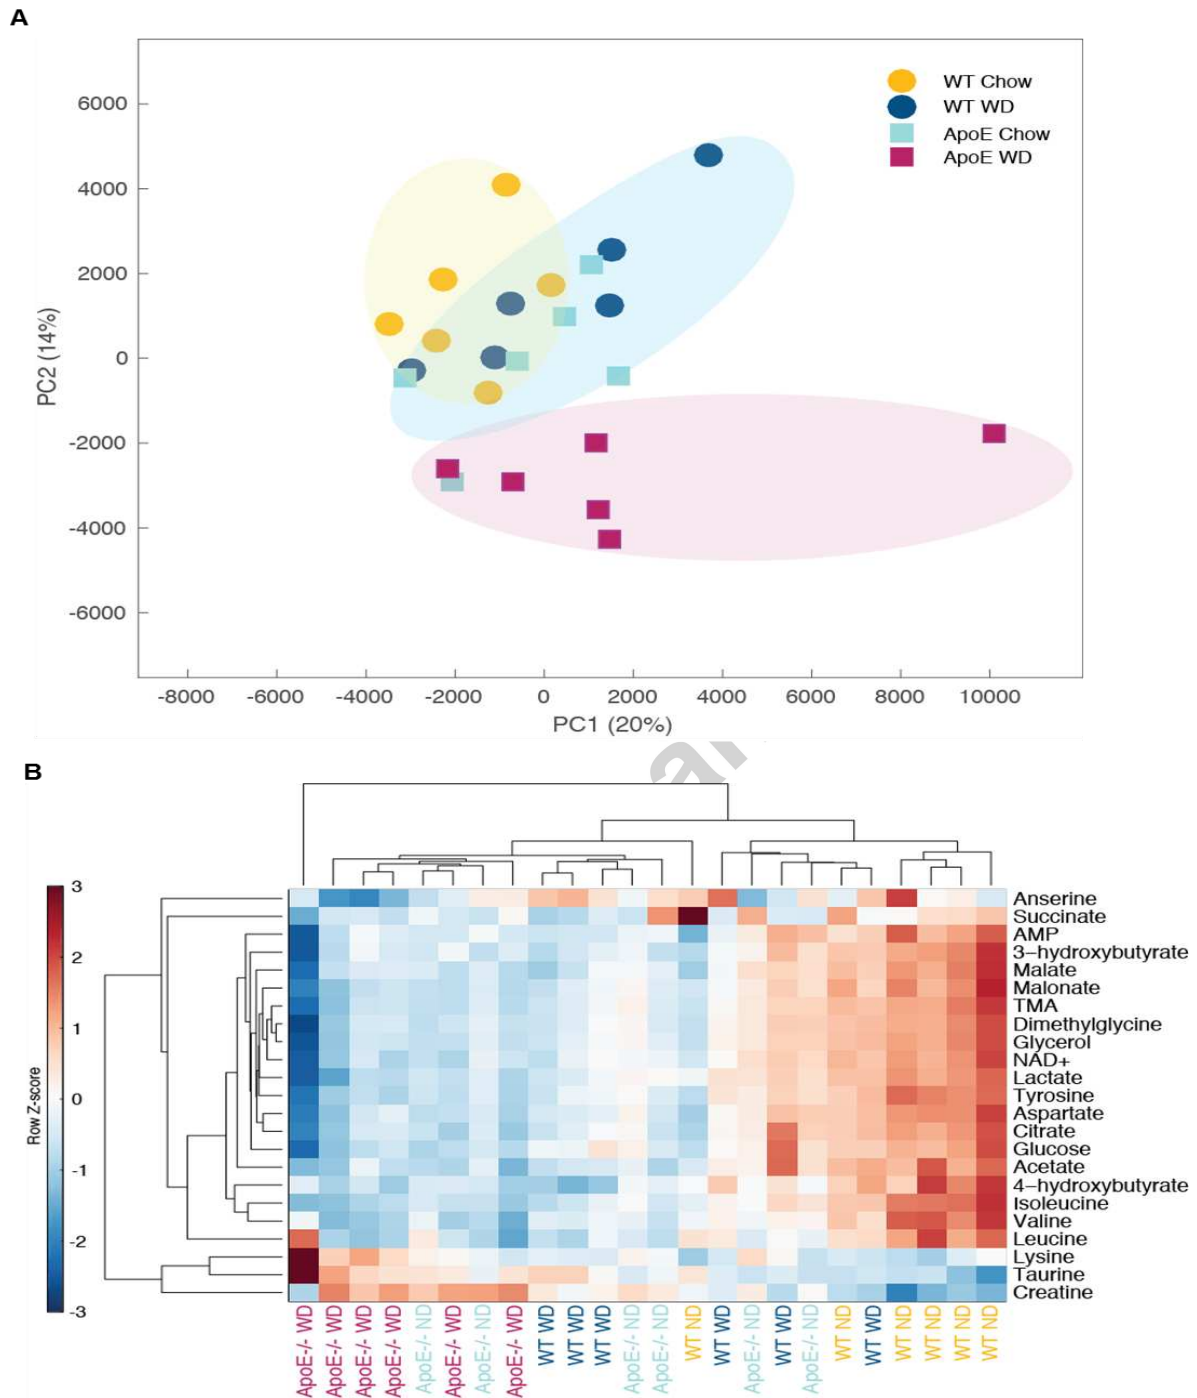 A
6000
4000
2000
0
-2000
-4000
-6000
PC2 (14%)
WT Chow
WT WD
ApoE Chow
ApoE WD
-8000 -6000 -4000 -2000 0 2000 4000 6000 8000 10000
PC1 (20%)
B
3
2
1
0
-1
-2
-3
Row Z-score
Anserine
Succinate
AMP
3-hydroxybutyrate
Malate
Malonate
TMA
Dimethylglycine
Glycerol
NAD+
Lactate
Tyrosine
Aspartate
Citrate
Glucose
Acetate
4-hydroxybutyrate
Isoleucine
Valine
Leucine
Lysine
Taurine
Creatine
ApoE-/- WD
ApoE-/- WD
ApoE-/- WD
ApoE-/- WD
ApoE-/- ND
ApoE-/- WD
ApoE-/- ND
ApoE-/- WD
WT WD
WT WD
WT WD
ApoE-/- ND
ApoE-/- ND
WT ND
WT WD
ApoE-/- ND
WT WD
ApoE-/- ND
WT ND
WT WD
WT ND
WT ND
WT ND
WT ND